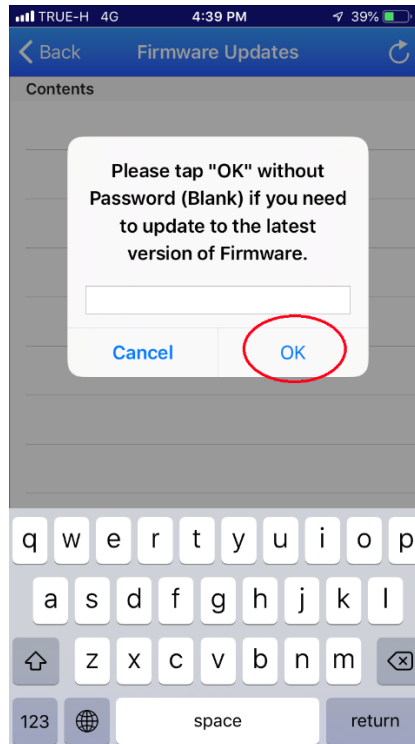 TRUE-H 4G 4:39 PM 39%
Back Firmware Updates
Contents
Please tap "OK" without
Password (Blank) if you need
to update to the latest
version of Firmware.
Cancel OK
q w e r t y u i o p
a s d f g h j k l
z x c v b n m
123 space return